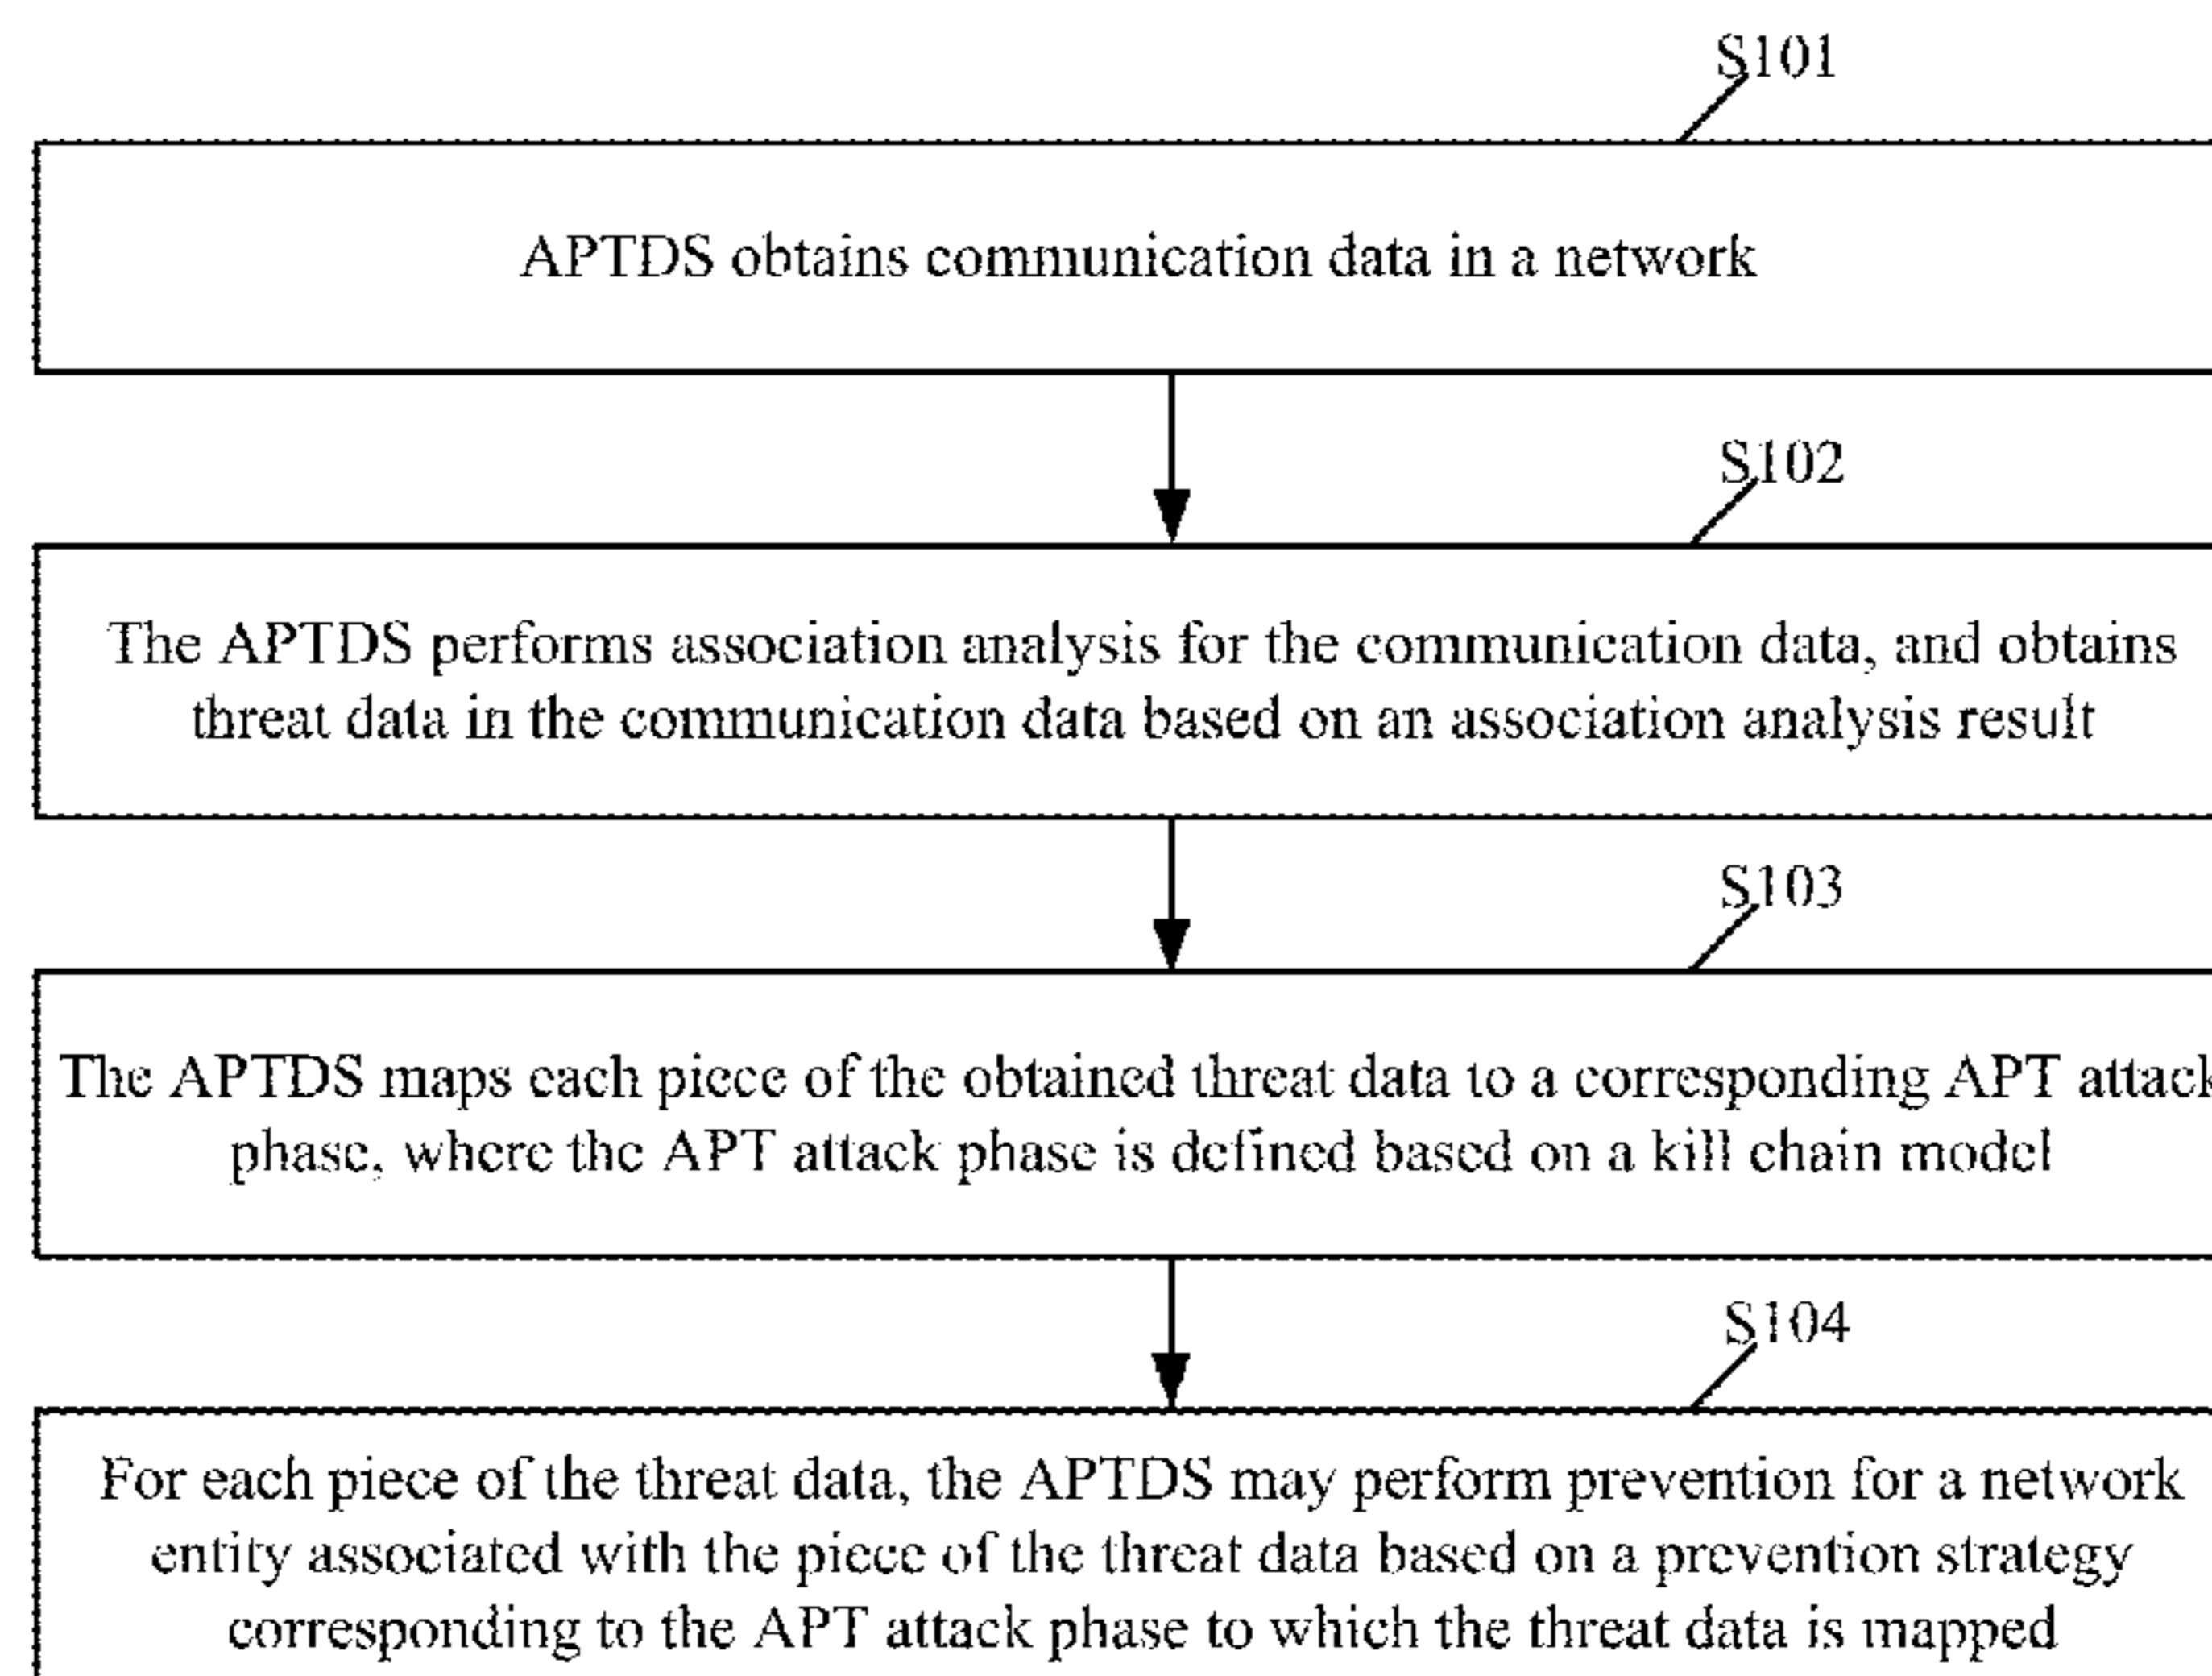 S101
APTDS obtains communication data in a network
S102
The APTDS performs association analysis for the communication data, and obtains
threat data in the communication data based on an association analysis result
S103
The APTDS maps each piece of the obtained threat data to a corresponding APT attack
phase, where the APT attack phase is defined based on a kill chain model
S104
For each piece of the threat data, the APTDS may perform prevention for a network
entity associated with the piece of the threat data based on a prevention strategy
corresponding to the APT attack phase to which the threat data is mapped